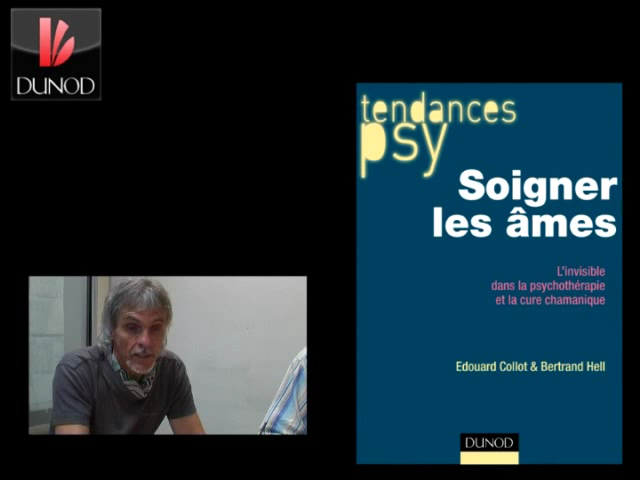 DUNOD
tendances
psy
Soigner
les âmes
L'invisible
dans la psychothérapie
et la cure chamanique
Edouard Collot & Bertrand Hell
DUNOD